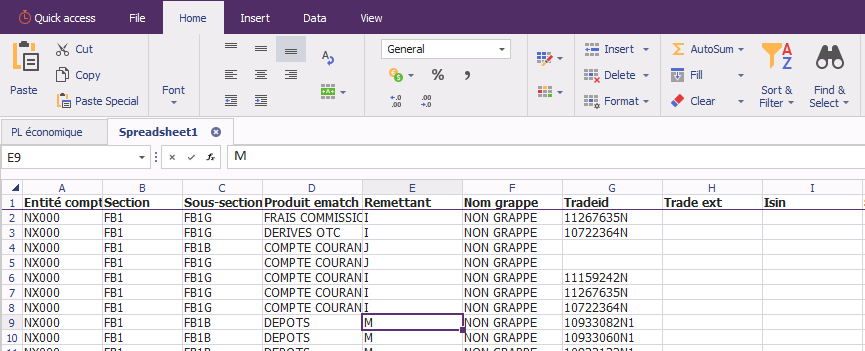 Quick access File Home Insert Data View
Cut
Copy
Paste Special
Paste
Font
General
% ,
.00
.00
Insert
Delete
Format
AutoSum
Fill
Clear
Sort & Filter
Find & Select
PL économique Spreadsheet1
E9 M
A B C D E F G H I
1 Entité compt Section Sous-section Produit ematch Remettant Nom grappe Tradeid Trade ext Isin
2 NX000 FB1 FB1G FRAIS COMMISSIC I NON GRAPPE 11267635N
3 NX000 FB1 FB1G DERIVES OTC I NON GRAPPE 10722364N
4 NX000 FB1 FB1B COMPTE COURAN J NON GRAPPE
5 NX000 FB1 FB1G COMPTE COURAN J NON GRAPPE
6 NX000 FB1 FB1G COMPTE COURAN I NON GRAPPE 11159242N
7 NX000 FB1 FB1G COMPTE COURAN I NON GRAPPE 11267635N
8 NX000 FB1 FB1G COMPTE COURAN I NON GRAPPE 10722364N
9 NX000 FB1 FB1B DEPOTS M NON GRAPPE 10933082N1
10 NX000 FB1 FB1B DEPOTS M NON GRAPPE 10933060N1